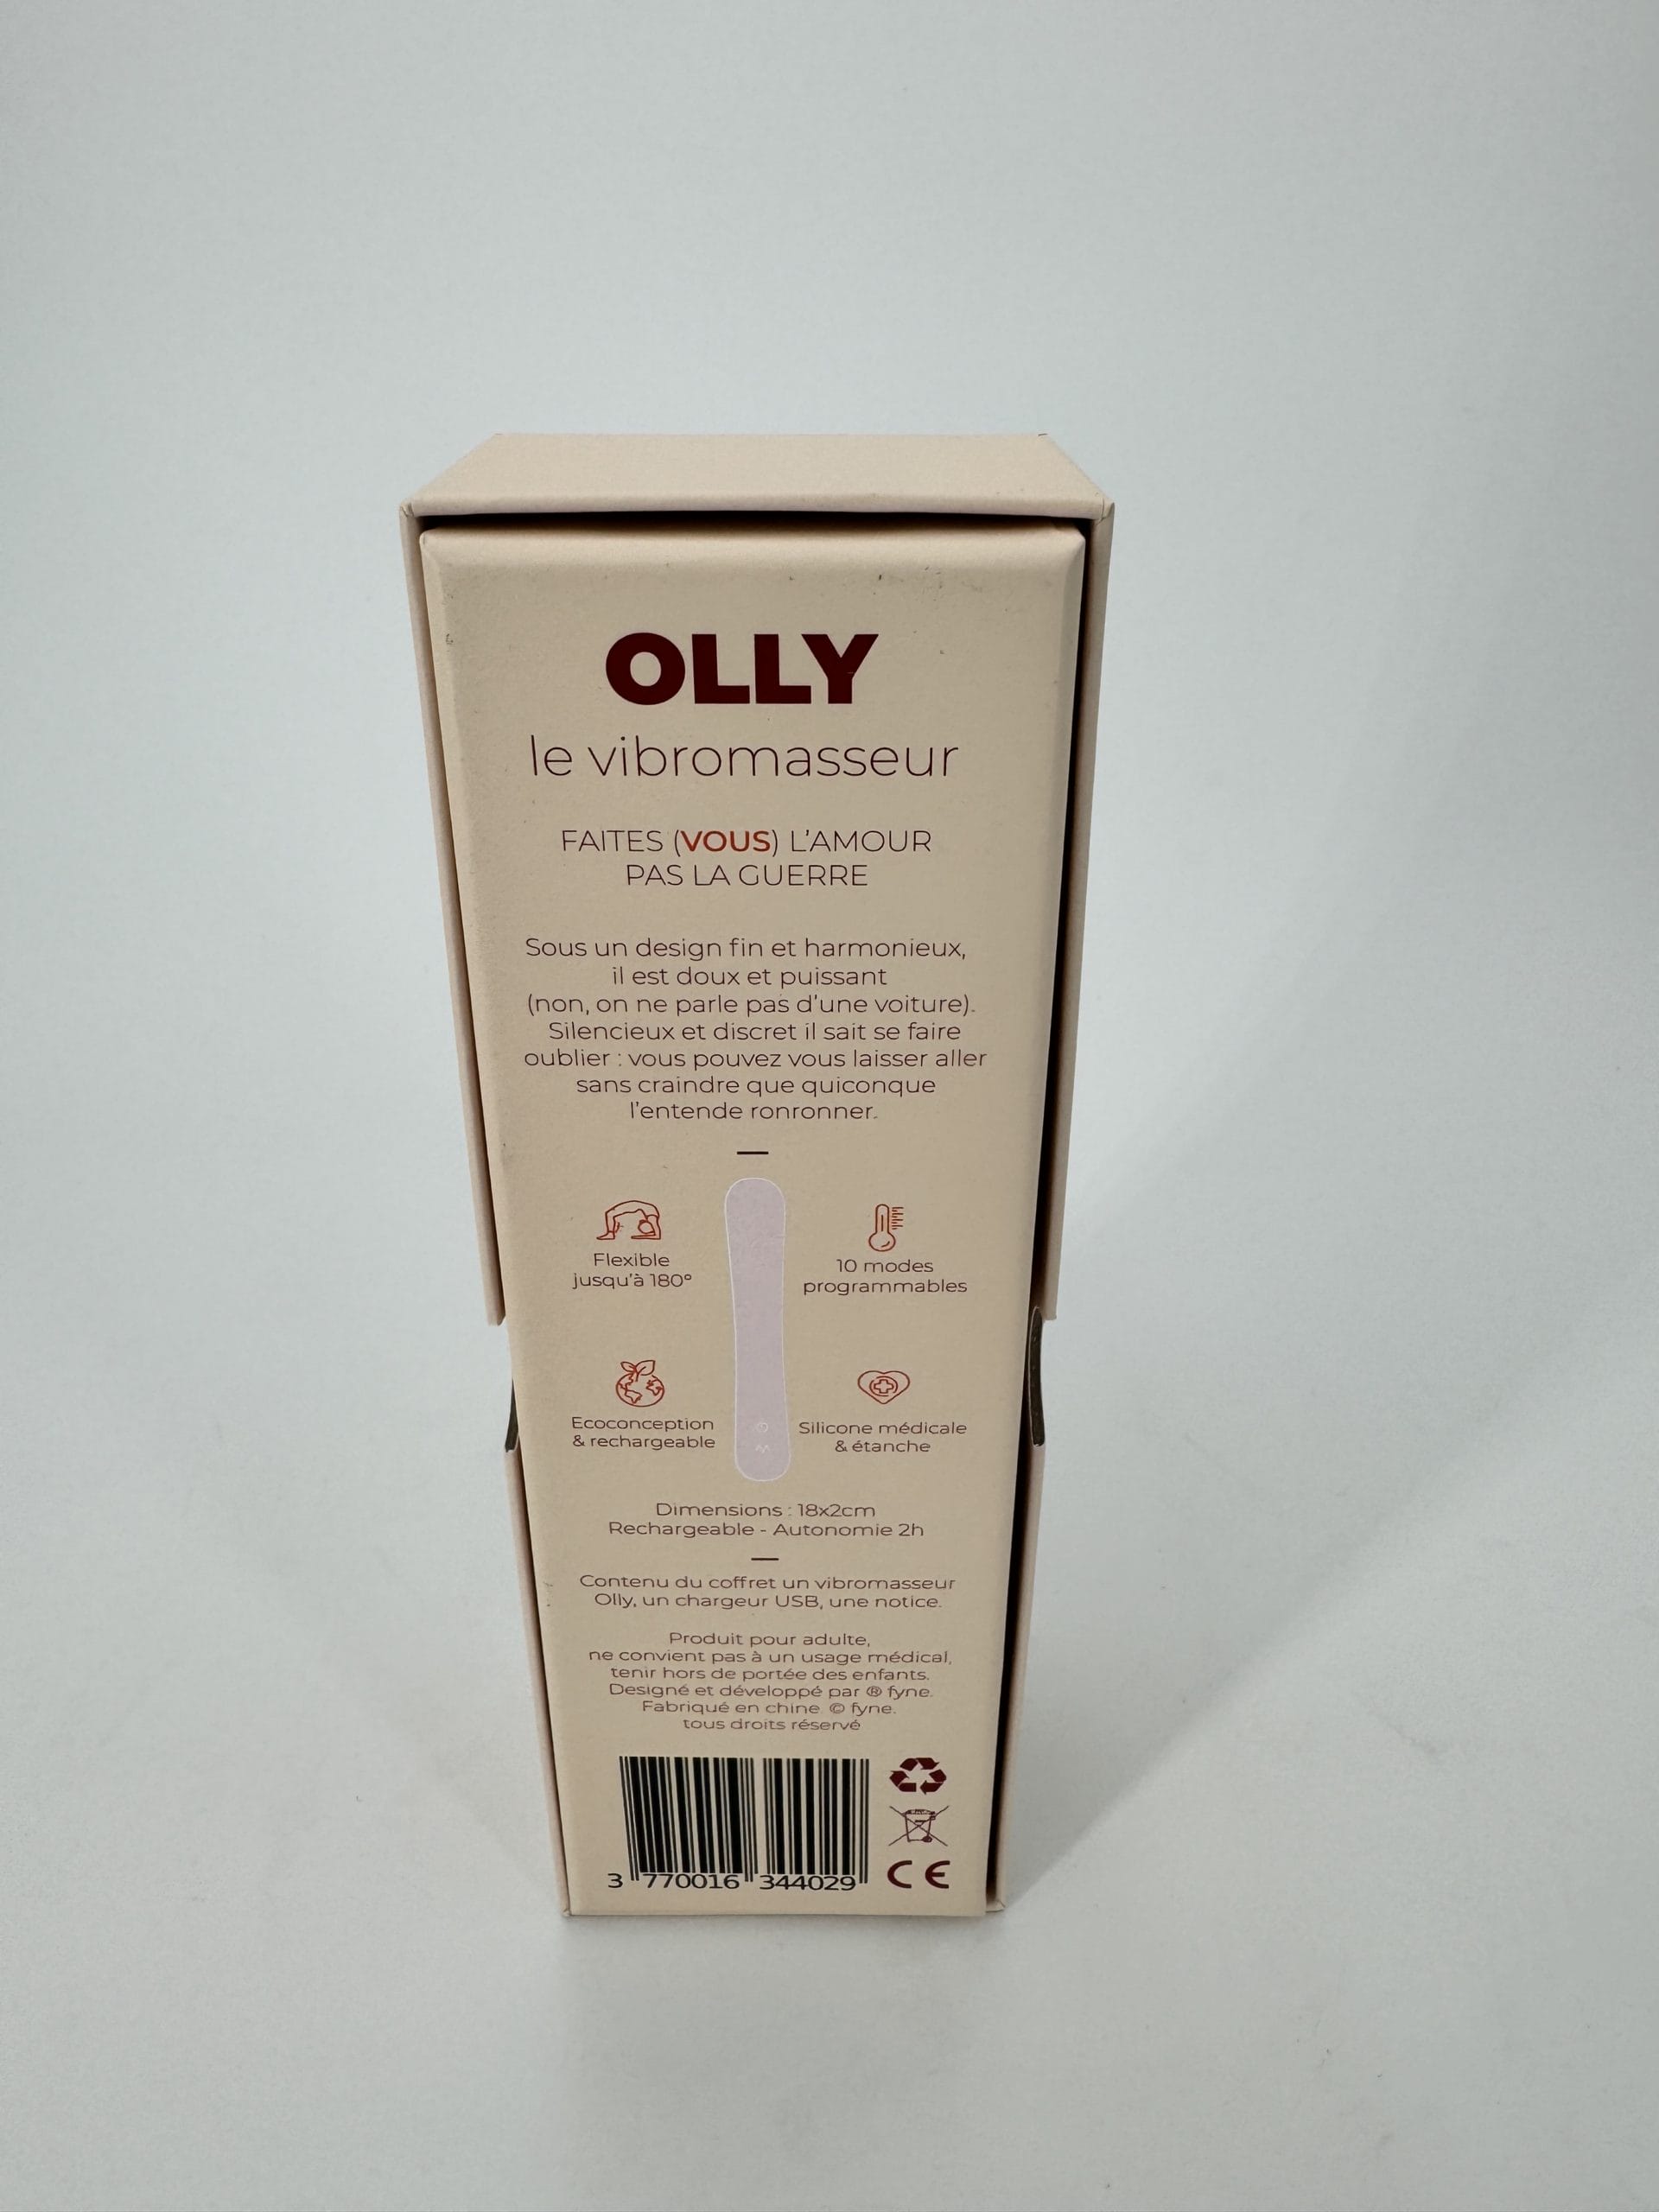 OLLY
le vibromasseur
FAITES (VOUS) L'AMOUR
PAS LA GUERRE
Sous un design fin et harmonieux,
il est doux et puissant
(non, on ne parle pas d'une voiture).
Silencieux et discret il sait se faire
oublier : vous pouvez vous laisser aller
sans craindre que quiconque
l'entende ronronner.
Flexible
jusqu'à 180°
10 modes
programmables
Ecoconception
& rechargeable
Silicone médicale
& étanche
Dimensions : 18x2cm
Rechargeable - Autonomie 2h
Contenu du coffret un vibromasseur
Olly, un chargeur USB, une notice.
Produit pour adulte,
ne convient pas à un usage médical,
tenir hors de portée des enfants.
Designé et développé par ® fyne.
Fabriqué en chine © fyne.
tous droits réservé
3 770016 344029
CE